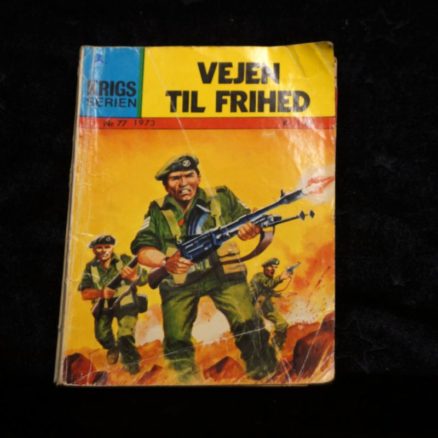 KRIGS
SERIEN
VEJEN
TIL FRIHED
Nr. 77 1973